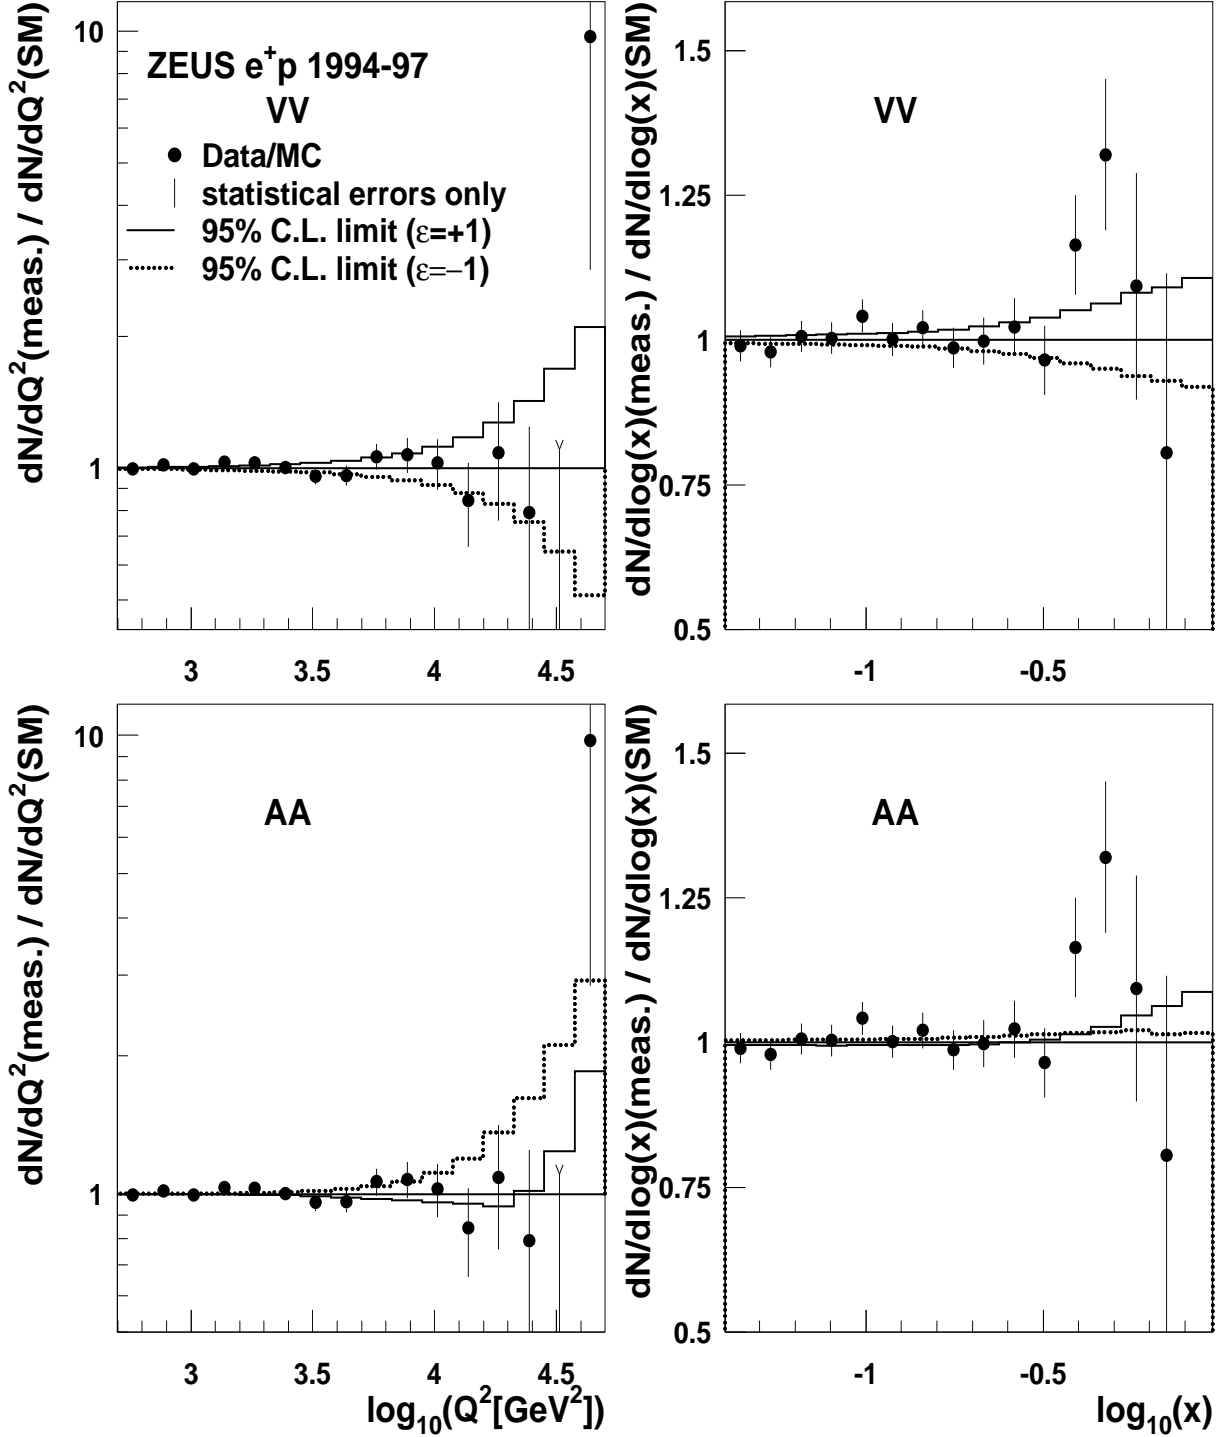 dN/dQ²(meas.) / dN/dQ²(SM)
10
1
ZEUS e⁺p 1994-97
VV
Data/MC
statistical errors only
95% C.L. limit (ε=+1)
95% C.L. limit (ε=−1)
3
3.5
4
4.5
dN/dlog(x)(meas.) / dN/dlog(x)(SM)
1.5
1.25
1
0.75
0.5
VV
-1
-0.5
dN/dQ²(meas.) / dN/dQ²(SM)
10
1
AA
3
3.5
4
4.5
log₁₀(Q²[GeV²])
dN/dlog(x)(meas.) / dN/dlog(x)(SM)
1.5
1.25
1
0.75
0.5
AA
-1
-0.5
log₁₀(x)